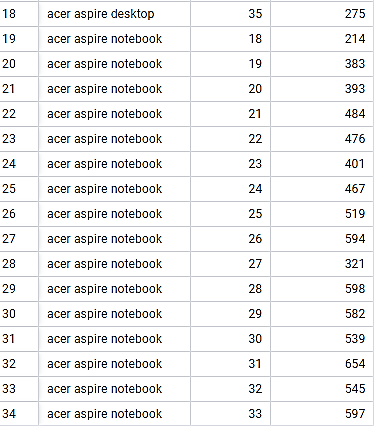 18 acer aspire desktop 35 275
19 acer aspire notebook 18 214
20 acer aspire notebook 19 383
21 acer aspire notebook 20 393
22 acer aspire notebook 21 484
23 acer aspire notebook 22 476
24 acer aspire notebook 23 401
25 acer aspire notebook 24 467
26 acer aspire notebook 25 519
27 acer aspire notebook 26 594
28 acer aspire notebook 27 321
29 acer aspire notebook 28 598
30 acer aspire notebook 29 582
31 acer aspire notebook 30 539
32 acer aspire notebook 31 654
33 acer aspire notebook 32 545
34 acer aspire notebook 33 597